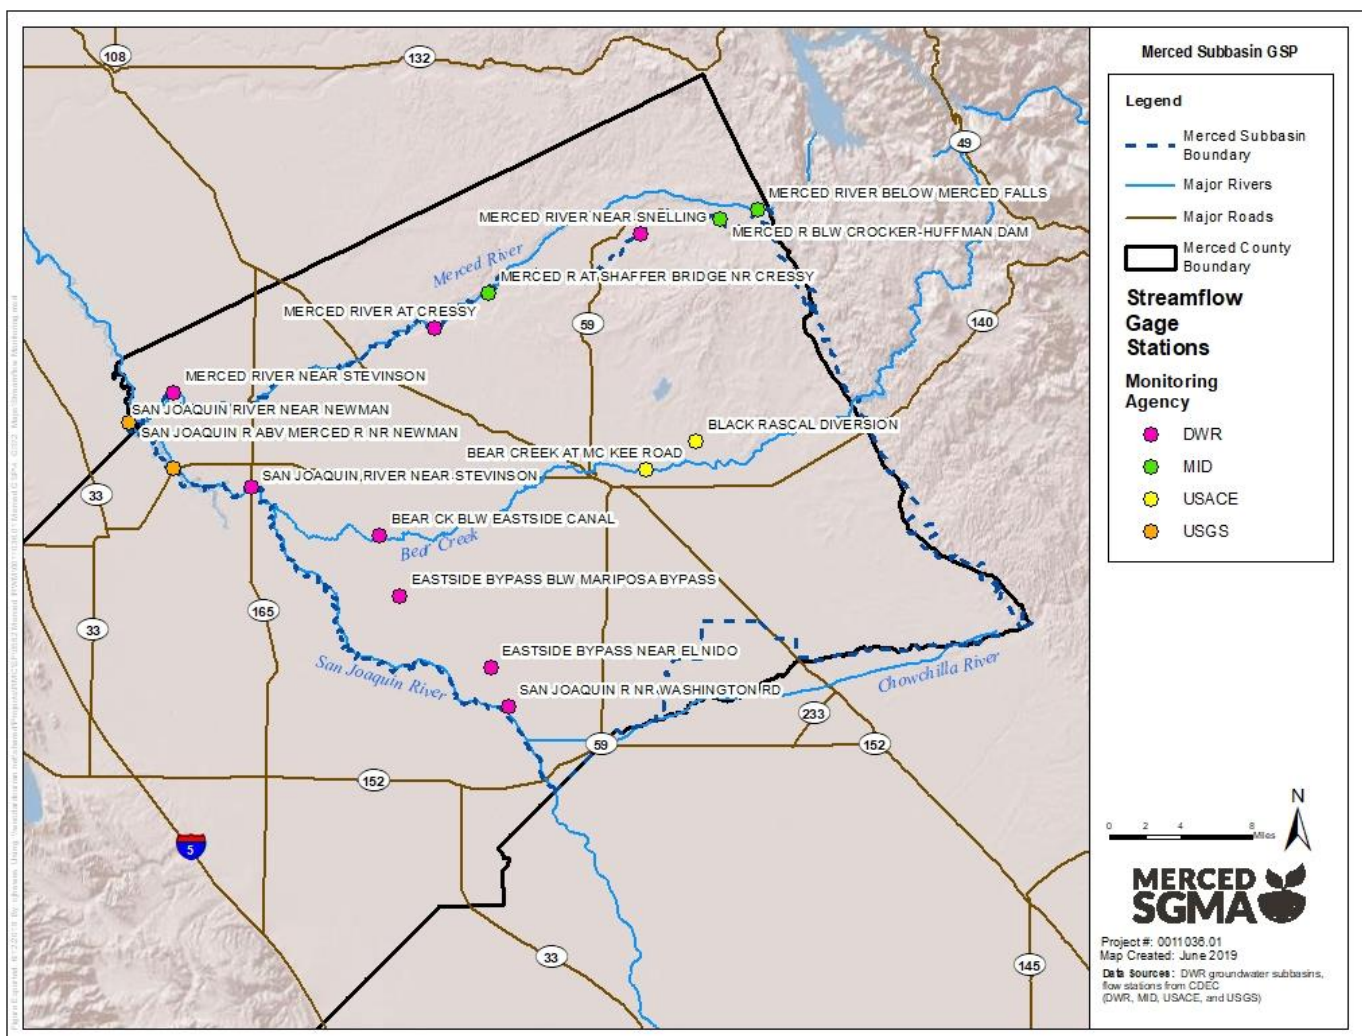 Merced Subbasin GSP
Legend
Merced Subbasin
Boundary
Major Rivers
Major Roads
Merced County
Boundary
Streamflow
Gage
Stations
Monitoring
Agency
DWR
MID
USACE
USGS
108
132
49
MERCED RIVER BELOW MERCED FALLS
MERCED RIVER NEAR SNELLING
MERCED R BLW CROCKER-HUFFMAN DAM
Merced River
MERCED R AT SHAFFER BRIDGE NR CRESSY
MERCED RIVER AT CRESSY
59
140
MERCED RIVER NEAR STEVINSON
SAN JOAQUIN RIVER NEAR NEWMAN
SAN JOAQUIN R ABV MERCED R NR NEWMAN
BLACK RASCAL DIVERSION
BEAR CREEK AT MC KEE ROAD
SAN JOAQUIN RIVER NEAR STEVINSON
33
BEAR CK BLW EASTSIDE CANAL
Bear Creek
EASTSIDE BYPASS BLW MARIPOSA BYPASS
165
33
EASTSIDE BYPASS NEAR EL NIDO
San Joaquin River
Chowchilla River
SAN JOAQUIN R NR WASHINGTON RD
233
59
152
152
5
33
145
N
0 2 4 8
Miles
MERCED
SGMA
Project #: 0011036.01
Map Created: June 2019
Data Sources: DWR groundwater subbasins,
flow stations from CDEC
(DWR, MID, USACE, and USGS)